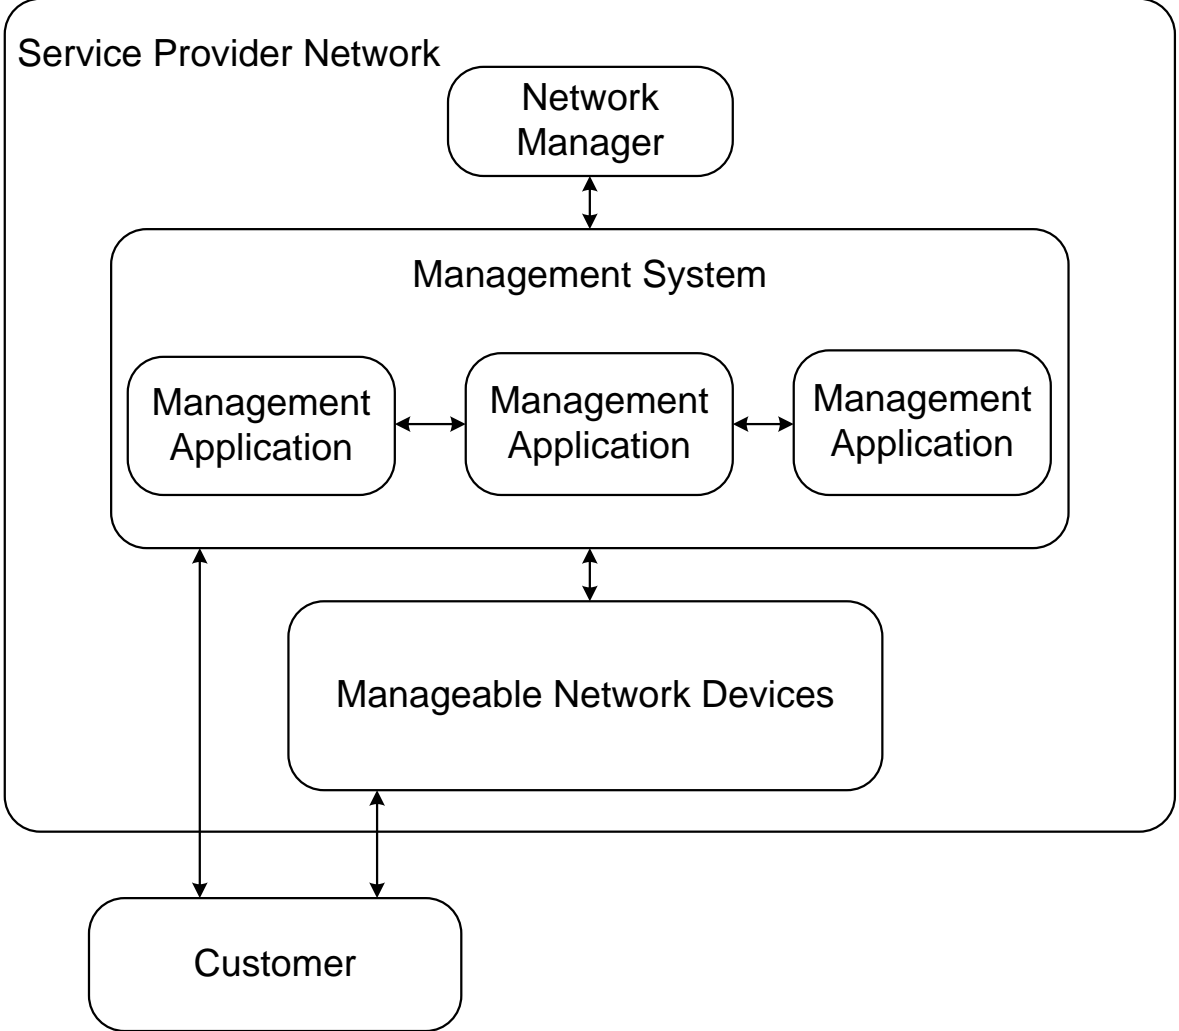 Service Provider Network
Network
Manager
Management System
Management
Application
Management
Application
Management
Application
Manageable Network Devices
Customer